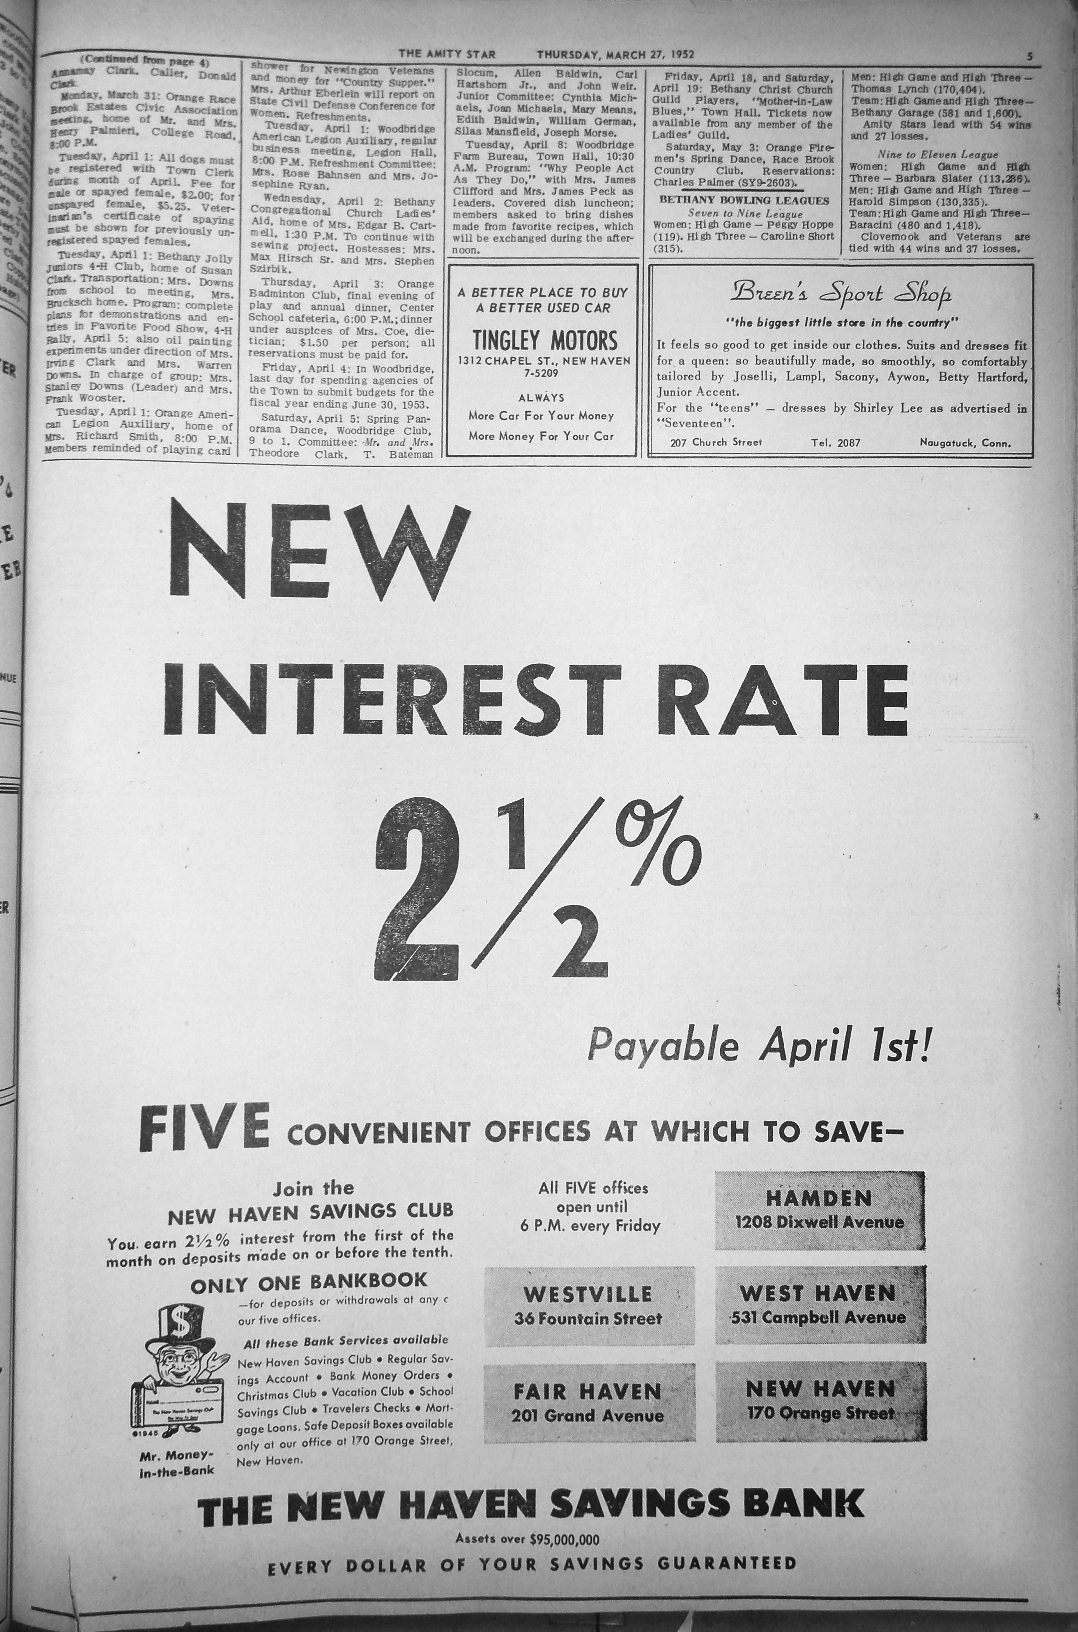 THE AMITY STAR THURSDAY, MARCH 27, 1952 5
(Continued from page 4)
Annamay Clark. Caller, Donald
Clark.
Monday, March 31: Orange Race
Brook Estates Civic Association
meeting, home of Mr. and Mrs.
Henry Palmieri, College Road,
8:00 P.M.
Tuesday, April 1: All dogs must
be registered with Town Clerk
during month of April. Fee for
male or spayed female, $2.00; for
unspayed female, $5.25. Veter-
inarian's certificate of spaying
must be shown for previously un-
registered spayed females.
Tuesday, April 1: Bethany Jolly
Juniors 4-H Club, home of Susan
Clark. Transportation: Mrs. Downs
from school to meeting, Mrs.
Brucksch home. Program: complete
plans for demonstrations and en-
tries in Favorite Food Show, 4-H
Rally, April 5; also oil painting
experiments under direction of Mrs.
Irving Clark and Mrs. Warren
Downs. In charge of group: Mrs.
Stanley Downs (Leader) and Mrs.
Frank Wooster.
Tuesday, April 1: Orange Ameri-
can Legion Auxiliary, home of
Mrs. Richard Smith, 8:00 P.M.
Members reminded of playing card
shower for Newington Veterans
and money for "Country Supper."
Mrs. Arthur Eberlein will report on
State Civil Defense Conference for
Women. Refreshments.
Tuesday, April 1: Woodbridge
American Legion Auxiliary, regular
business meeting, Legion Hall,
8:00 P.M. Refreshment Committee:
Mrs. Rose Bahnsen and Mrs. Jo-
sephine Ryan.
Wednesday, April 2: Bethany
Congregational Church Ladies'
Aid, home of Mrs. Edgar B. Cart-
mell, 1:30 P.M. To continue with
sewing project. Hostesses: Mrs.
Max Hirsch Sr. and Mrs. Stephen
Szirbik.
Thursday, April 3: Orange
Badminton Club, final evening of
play and annual dinner, Center
School cafeteria, 6:00 P.M.; dinner
under auspices of Mrs. Coe, die-
tician; $1.50 per person; all
reservations must be paid for.
Friday, April 4: In Woodbridge,
last day for spending agencies of
the Town to submit budgets for the
fiscal year ending June 30, 1953.
Saturday, April 5: Spring Pan-
orama Dance, Woodbridge Club,
9 to 1. Committee: Mr. and Mrs.
Theodore Clark, T. Bateman
Slocum, Allen Baldwin, Carl
Hartshorn Jr., and John Weir.
Junior Committee: Cynthia Mich-
aels, Joan Michaels, Mary Means,
Edith Baldwin, William German,
Silas Mansfield, Joseph Morse.
Tuesday, April 8: Woodbridge
Farm Bureau, Town Hall, 10:30
A.M. Program: "Why People Act
As They Do," with Mrs. James
Clifford and Mrs. James Peck as
leaders. Covered dish luncheon;
members asked to bring dishes
made from favorite recipes, which
will be exchanged during the after-
noon.
Friday, April 18, and Saturday,
April 19: Bethany Christ Church
Guild Players, "Mother-in-Law
Blues," Town Hall. Tickets now
available from any member of the
Ladies' Guild.
Saturday, May 3: Orange Fire-
men's Spring Dance, Race Brook
Country Club. Reservations:
Charles Palmer (SY9-2603).
BETHANY BOWLING LEAGUES
Seven to Nine League
Women: High Game — Peggy Hoppe
(119). High Three — Caroline Short
(315).
Men: High Game and High Three —
Thomas Lynch (170,404).
Team: High Game and High Three—
Bethany Garage (581 and 1,600).
Amity Stars lead with 54 wins
and 27 losses.
Nine to Eleven League
Women: High Game and High
Three — Barbara Slater (113,286).
Men: High Game and High Three —
Harold Simpson (130,335).
Team: High Game and High Three—
Baracini (480 and 1,418).
Clovernook and Veterans are
tied with 44 wins and 37 losses.
A BETTER PLACE TO BUY
A BETTER USED CAR
TINGLEY MOTORS
1312 CHAPEL ST., NEW HAVEN
7-5209
ALWAYS
More Car For Your Money
More Money For Your Car
Breen's Sport Shop
"the biggest little store in the country"
It feels so good to get inside our clothes. Suits and dresses fit
for a queen: so beautifully made, so smoothly, so comfortably
tailored by Joselli, Lampl, Sacony, Aywon, Betty Hartford,
Junior Accent.
For the "teens" — dresses by Shirley Lee as advertised in
"Seventeen".
207 Church Street Tel. 2087 Naugatuck, Conn.
NEW
INTEREST RATE
2 1/2 %
Payable April 1st!
FIVE CONVENIENT OFFICES AT WHICH TO SAVE—
Join the
NEW HAVEN SAVINGS CLUB
You earn 2½% interest from the first of the
month on deposits made on or before the tenth.
ONLY ONE BANKBOOK
—for deposits or withdrawals at any c
our five offices.
All these Bank Services available
New Haven Savings Club • Regular Sav-
ings Account • Bank Money Orders •
Christmas Club • Vacation Club • School
Savings Club • Travelers Checks • Mort-
gage Loans. Safe Deposit Boxes available
only at our office at 170 Orange Street,
New Haven.
$
©1945
Mr. Money-
in-the-Bank
All FIVE offices
open until
6 P.M. every Friday
HAMDEN
1208 Dixwell Avenue
WESTVILLE
36 Fountain Street
WEST HAVEN
531 Campbell Avenue
FAIR HAVEN
201 Grand Avenue
NEW HAVEN
170 Orange Street
THE NEW HAVEN SAVINGS BANK
Assets over $95,000,000
EVERY DOLLAR OF YOUR SAVINGS GUARANTEED